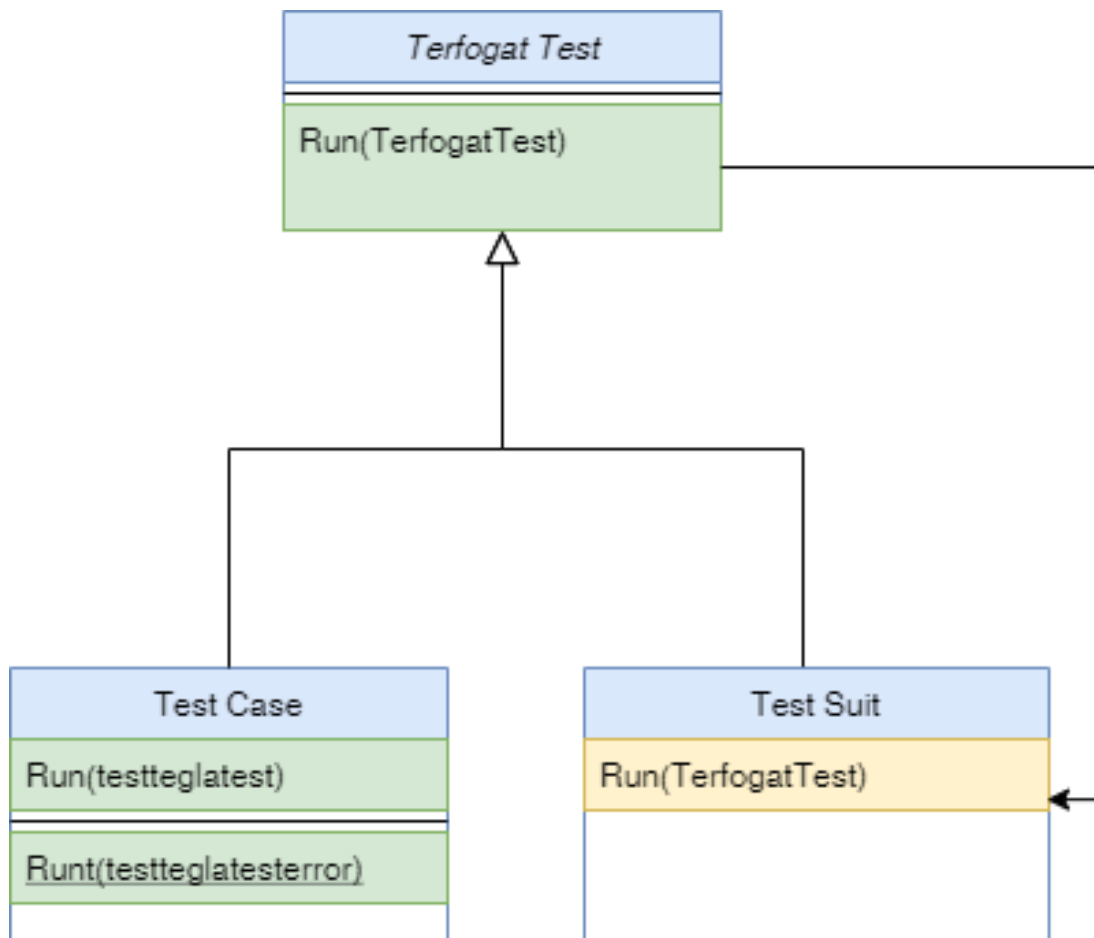 Terfogat Test
Run(TerfogatTest)
Test Case
Run(testteglatest)
Runt(testteglatesterror)
Test Suit
Run(TerfogatTest)